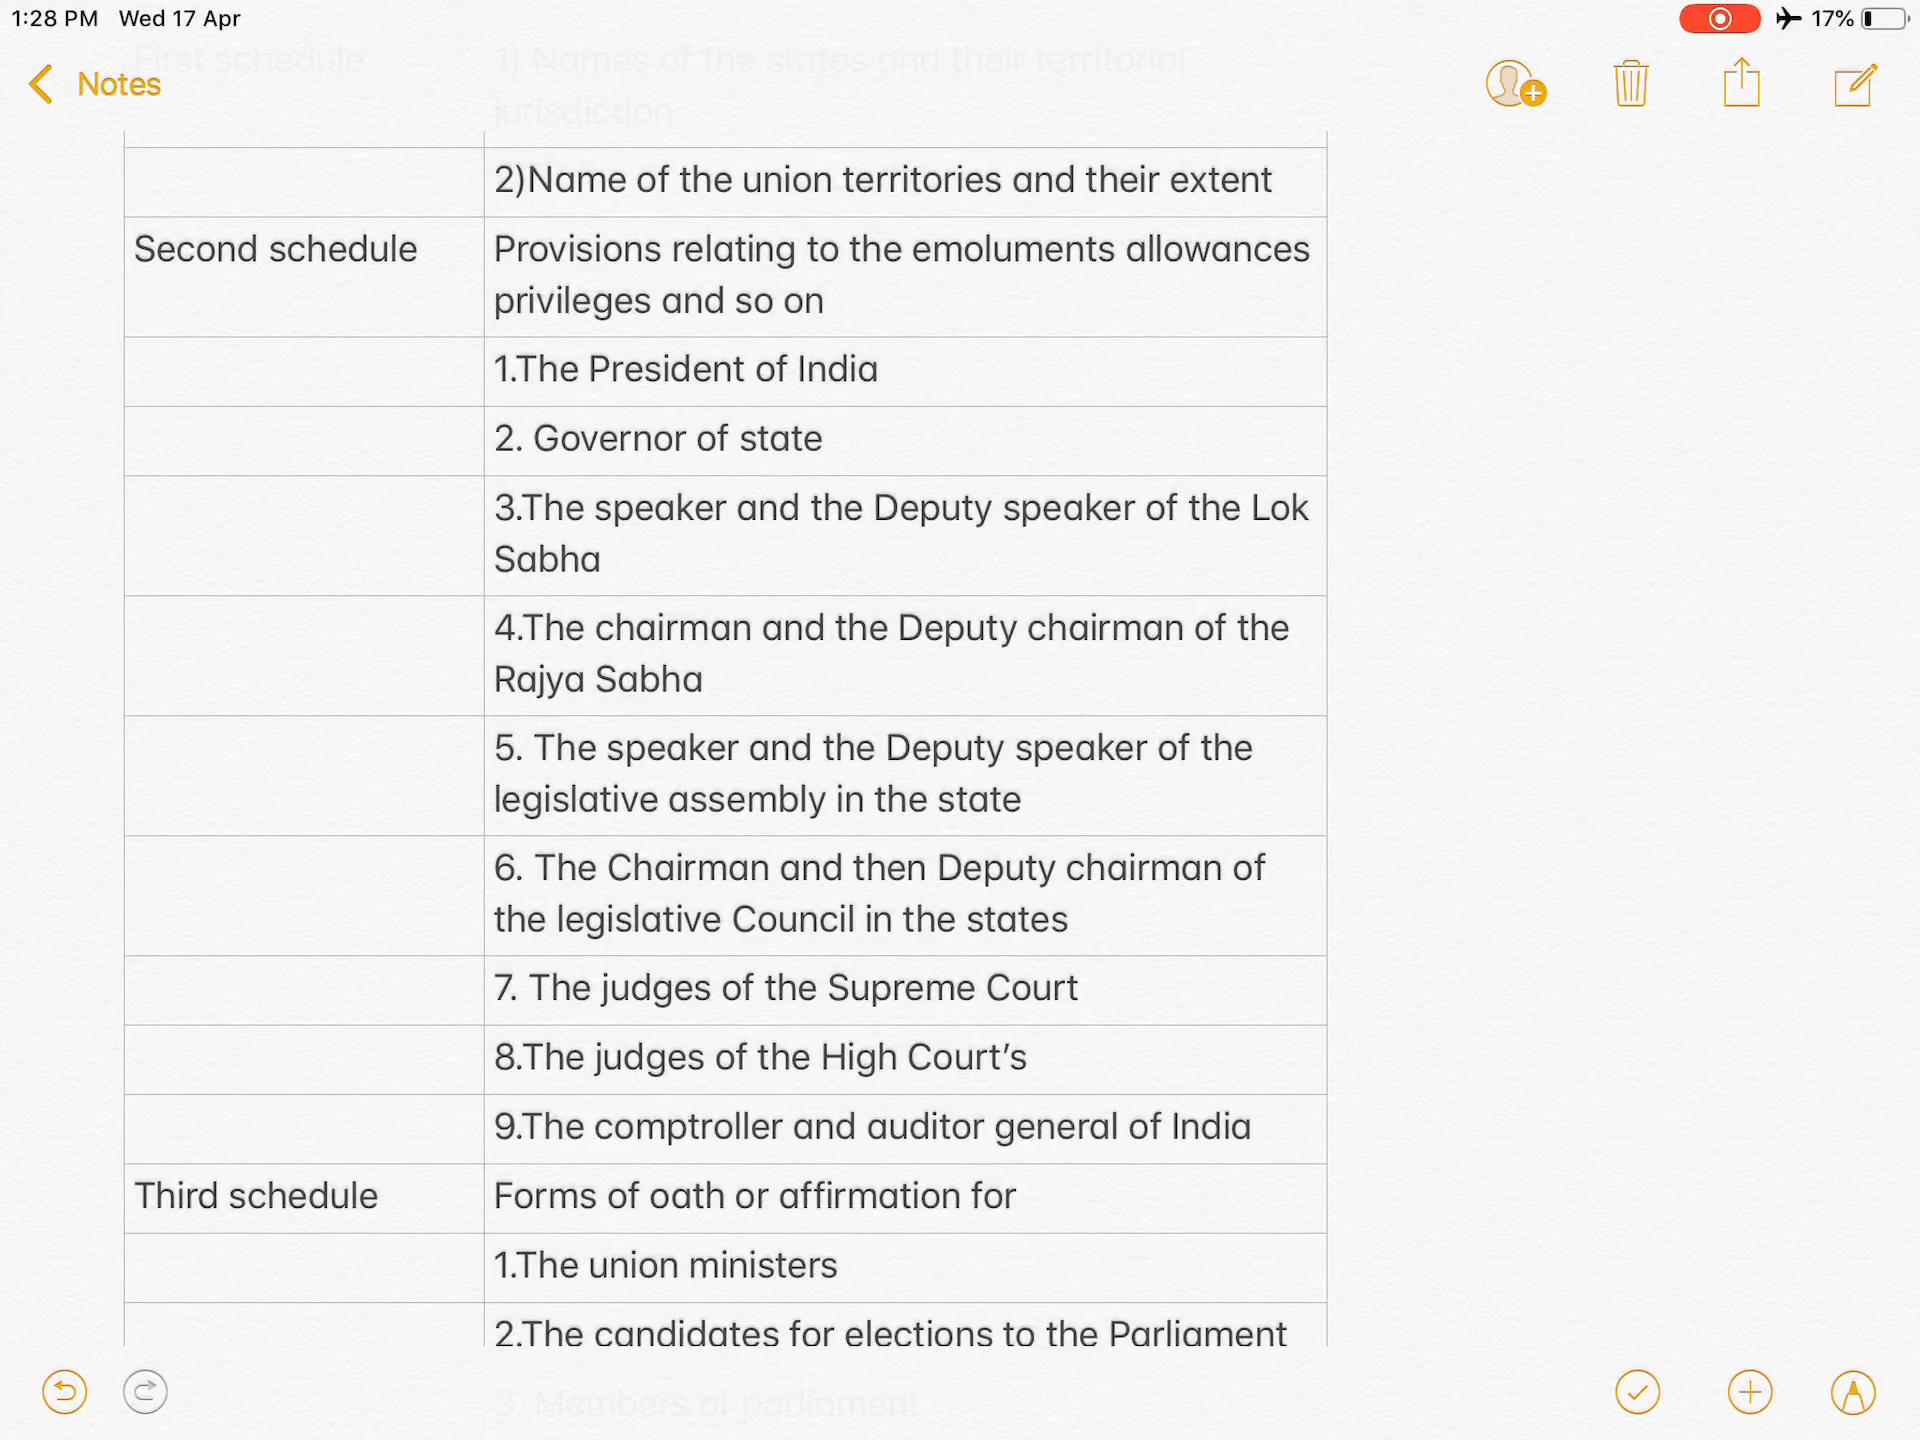 1:28 PM Wed 17 Apr
17%
First schedule 1) Names of the states and their territorial
jurisdiction
Notes
2)Name of the union territories and their extent
Second schedule Provisions relating to the emoluments allowances
privileges and so on
1.The President of India
2. Governor of state
3.The speaker and the Deputy speaker of the Lok
Sabha
4.The chairman and the Deputy chairman of the
Rajya Sabha
5. The speaker and the Deputy speaker of the
legislative assembly in the state
6. The Chairman and then Deputy chairman of
the legislative Council in the states
7. The judges of the Supreme Court
8.The judges of the High Court’s
9.The comptroller and auditor general of India
Third schedule Forms of oath or affirmation for
1.The union ministers
2.The candidates for elections to the Parliament
3. Members of parliament